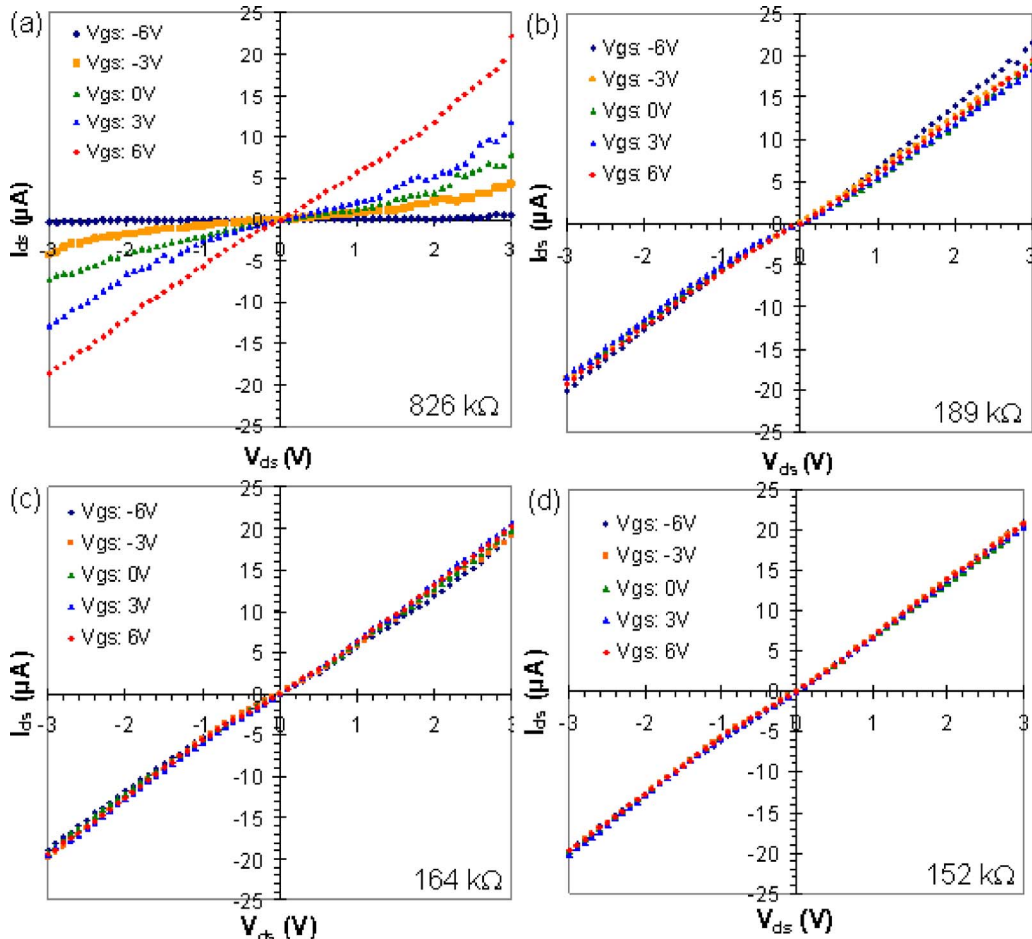 (a)
25
Vgs: -6V
20
Vgs: -3V
15
Vgs: 0V
10
Vgs: 3V
5
Vgs: 6V
0
-3 -2 -1 0 1 2 3
-5
-10
-15
-20
-25
826 kΩ
Ids (µA)
Vds (V)
(b)
25
Vgs: -6V
20
Vgs: -3V
15
Vgs: 0V
10
Vgs: 3V
5
Vgs: 6V
0
-3 -2 -1 0 1 2 3
-5
-10
-15
-20
-25
189 kΩ
Ids (µA)
Vds (V)
(c)
25
Vgs: -6V
20
Vgs: -3V
15
Vgs: 0V
10
Vgs: 3V
5
Vgs: 6V
0
-3 -2 -1 0 1 2 3
-5
-10
-15
-20
-25
164 kΩ
Ids (µA)
Vds (V)
(d)
25
Vgs: -6V
20
Vgs: -3V
15
Vgs: 0V
10
Vgs: 3V
5
Vgs: 6V
0
-3 -2 -1 0 1 2 3
-5
-10
-15
-20
-25
152 kΩ
Ids (µA)
Vds (V)